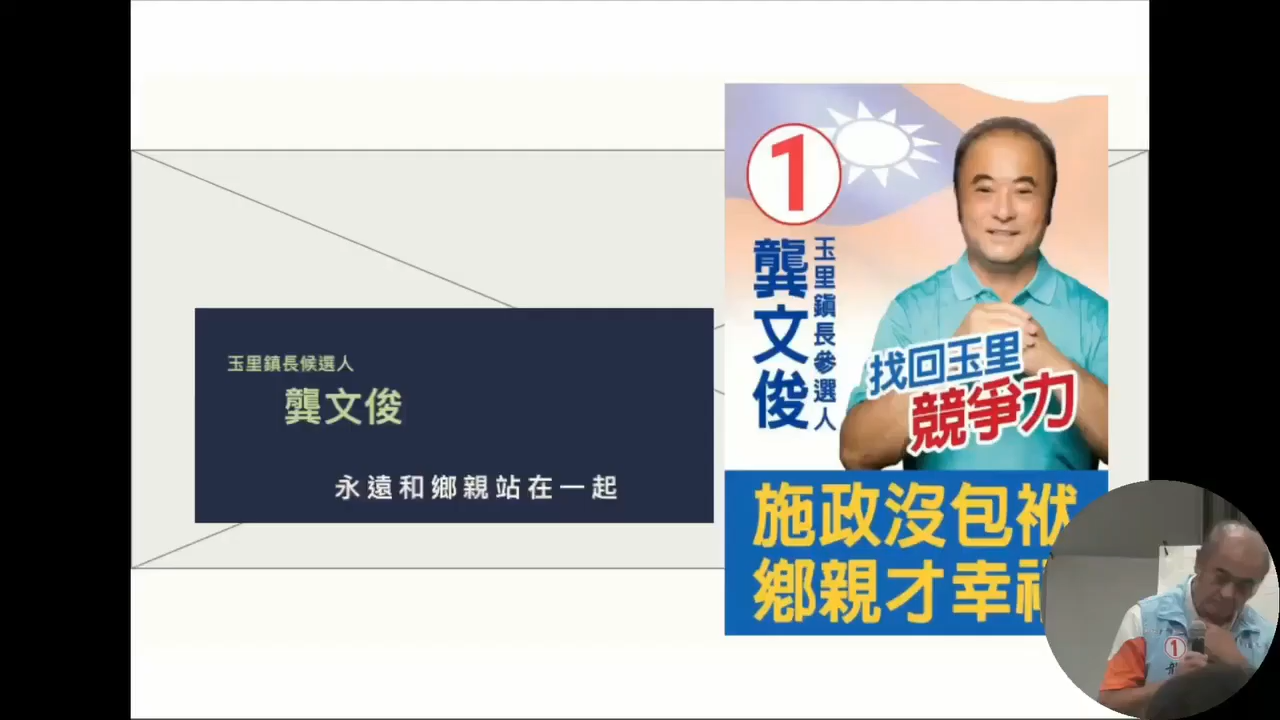 玉里鎮長候選人
龔文俊
永遠和鄉親站在一起
1
龔文俊
玉里鎮長參選人
找回玉里
競爭力
施政沒包袱
鄉親才幸
1